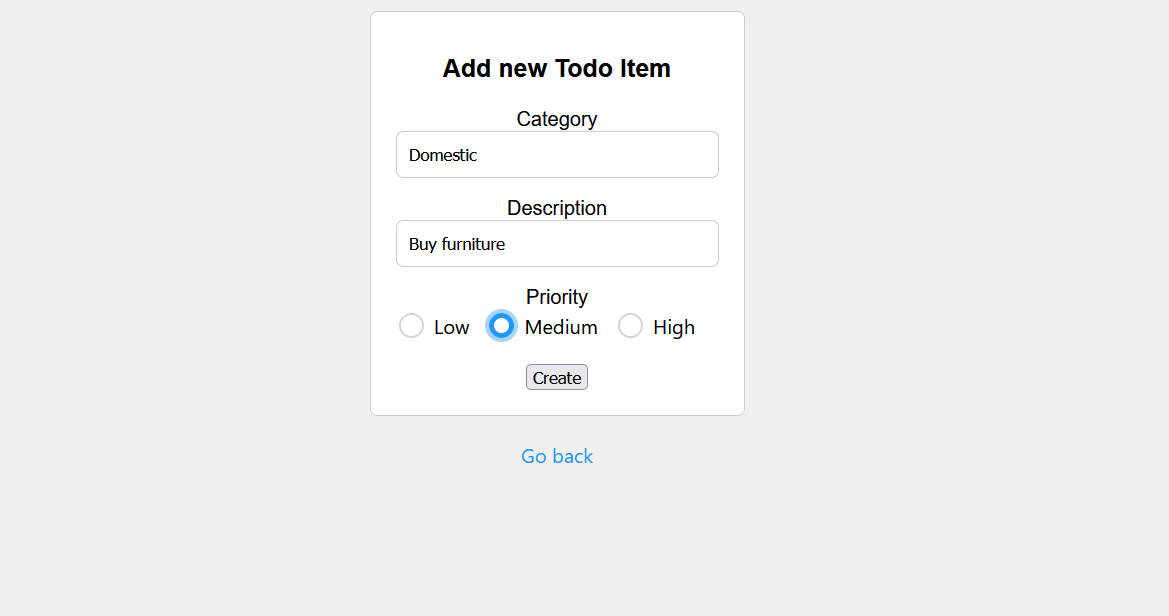 Add new Todo Item
Category
Domestic
Description
Buy furniture
Priority
Low Medium High
Create
Go back